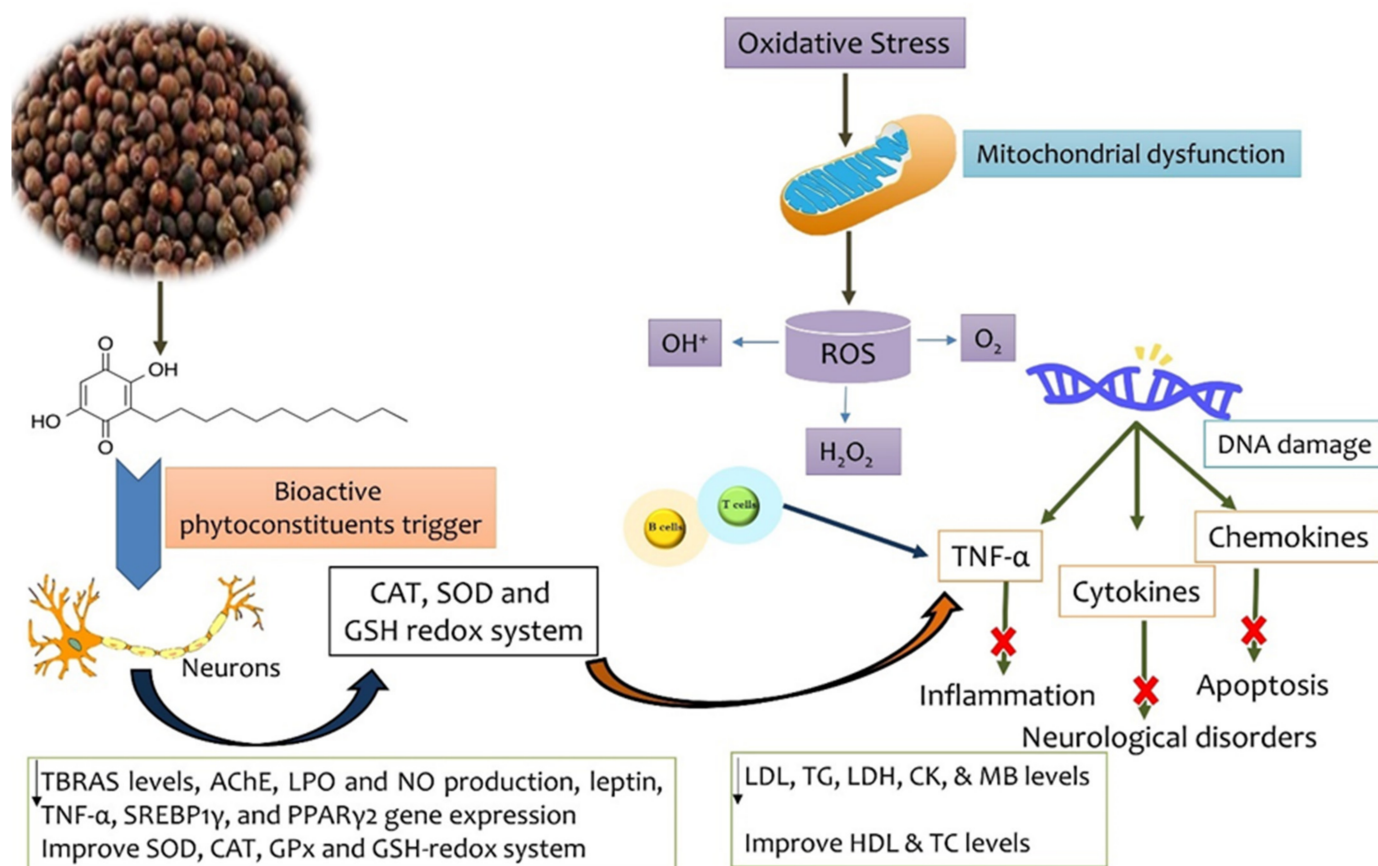 Oxidative Stress
Mitochondrial dysfunction
ROS
OH⁺
O₂
H₂O₂
DNA damage
O
OH
HO
O
Bioactive
phytoconstituents trigger
B cells
T cells
TNF-α
Cytokines
Chemokines
CAT, SOD and
GSH redox system
Neurons
Inflammation
Neurological disorders
Apoptosis
TBRAS levels, AChE, LPO and NO production, leptin,
TNF-α, SREBP1γ, and PPARγ2 gene expression
Improve SOD, CAT, GPx and GSH-redox system
LDL, TG, LDH, CK, & MB levels
Improve HDL & TC levels